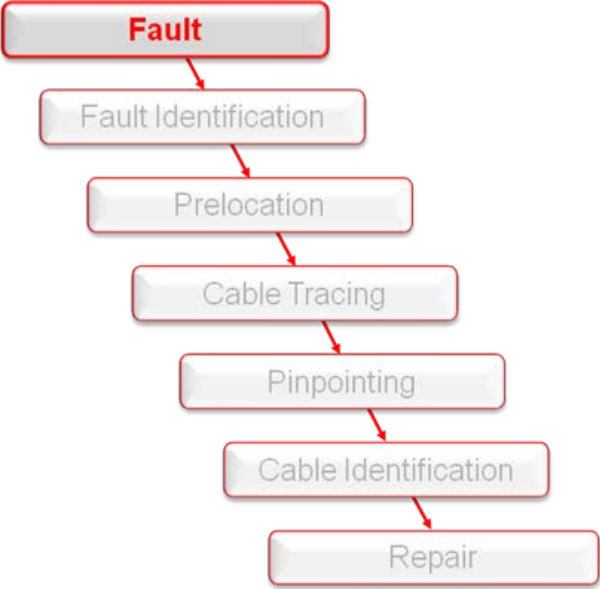 Fault
Fault Identification
Prelocation
Cable Tracing
Pinpointing
Cable Identification
Repair